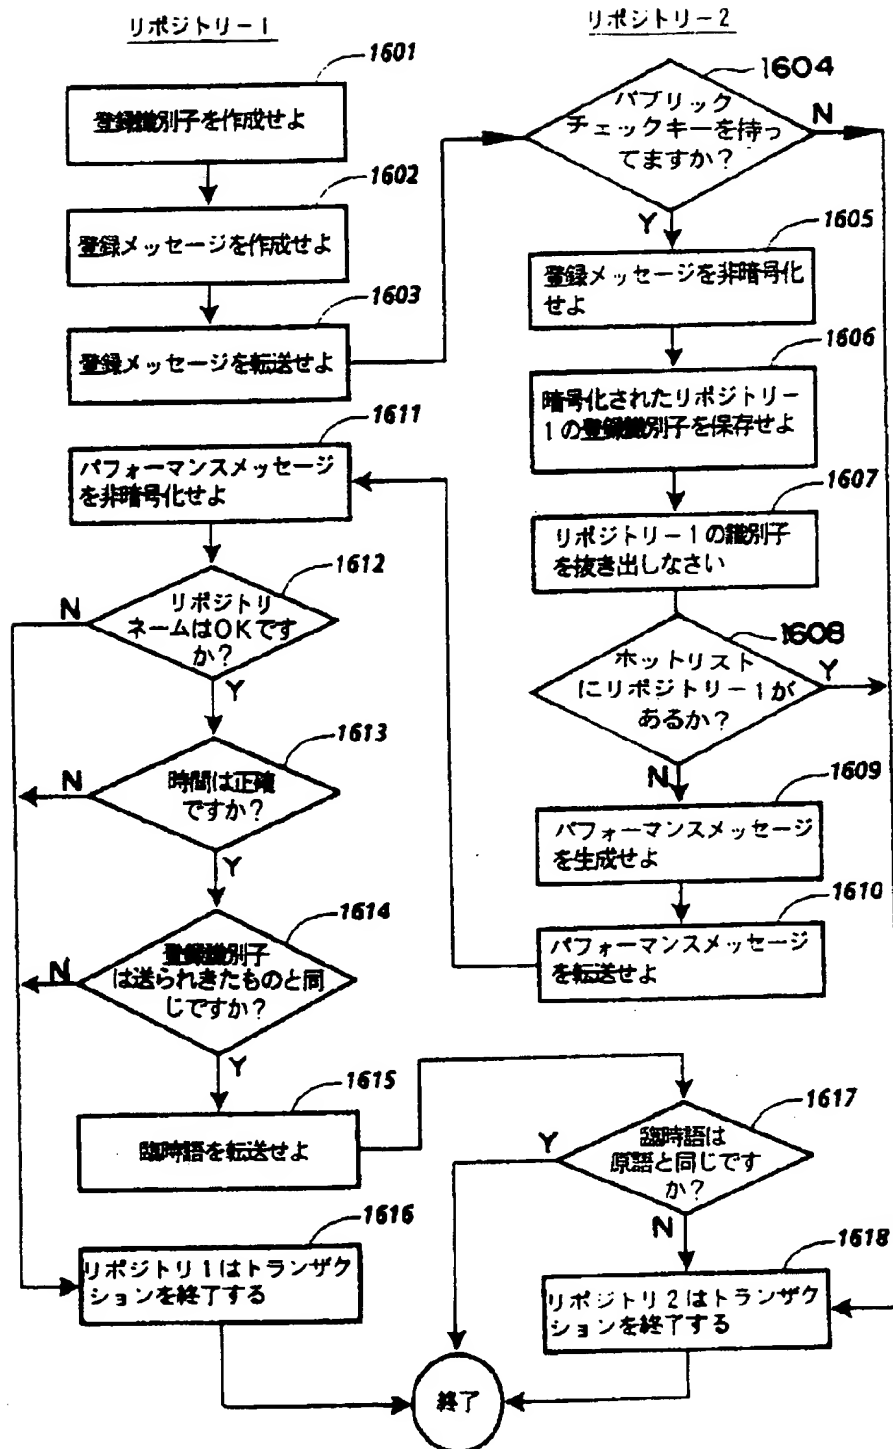 リポジトリー1
1601
登録識別子を作成せよ
1602
登録メッセージを作成せよ
1603
登録メッセージを転送せよ
1611
パフォーマンスメッセージ
を非暗号化せよ
1612
リポジトリ
ネームはOKです
か?
N
Y
1613
時間は正確
ですか?
N
Y
1614
登録識別子
は送られきたものと同
じですか?
N
Y
1615
臨時語を転送せよ
1616
リポジトリ1はトランザク
ションを終了する
リポジトリー2
1604
パブリック
チェックキーを持っ
てますか?
N
Y
1605
登録メッセージを非暗号化
せよ
1606
暗号化されたリポジトリー
1の登録識別子を保存せよ
1607
リポジトリー1の識別子
を抜き出しなさい
1608
ホットリスト
にリポジトリー1が
あるか?
Y
N
1609
パフォーマンスメッセージ
を生成せよ
1610
パフォーマンスメッセージ
を転送せよ
1617
臨時語は
原語と同じです
か?
Y
N
1618
リポジトリ2はトランザク
ションを終了する
終了